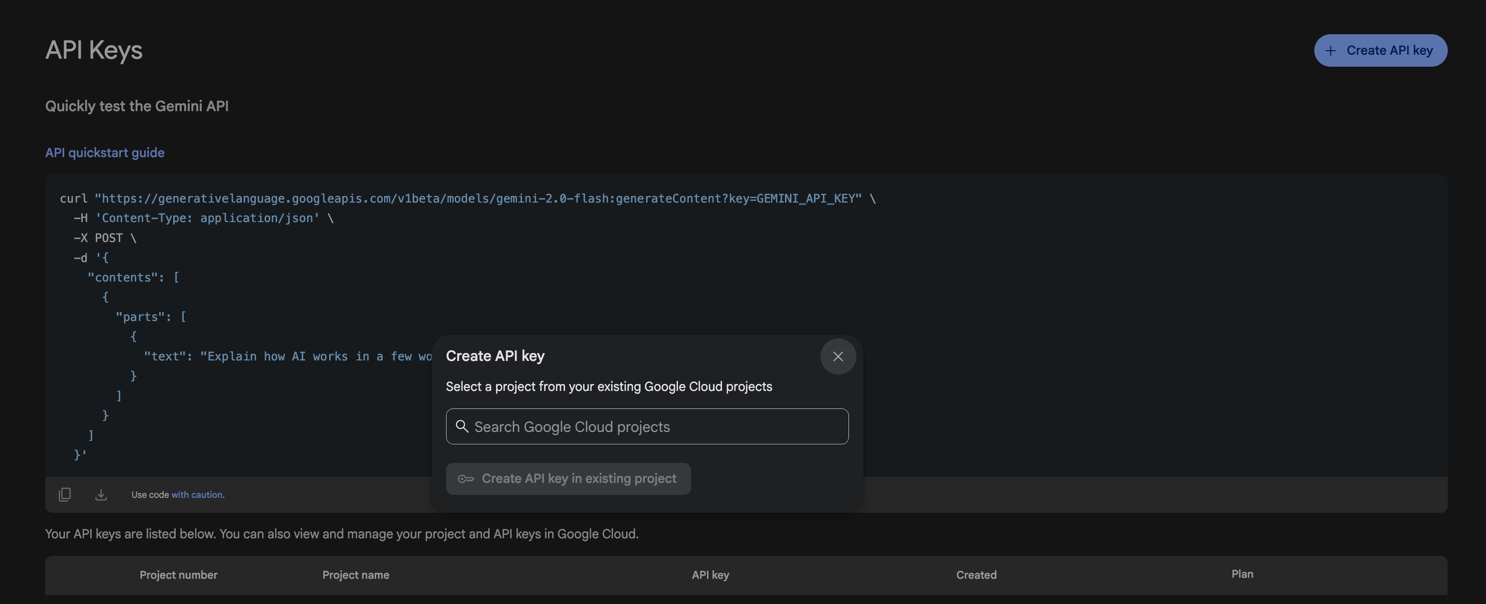 API Keys
+ Create API key
Quickly test the Gemini API
API quickstart guide
curl "https://generativelanguage.googleapis.com/v1beta/models/gemini-2.0-flash:generateContent?key=GEMINI_API_KEY" \
-H 'Content-Type: application/json' \
-X POST \
-d '{
"contents": [
{
"parts": [
{
"text": "Explain how AI works in a few wo
}
]
}
]
}'
Create API key
Select a project from your existing Google Cloud projects
Search Google Cloud projects
Create API key in existing project
Use code with caution.
Your API keys are listed below. You can also view and manage your project and API keys in Google Cloud.
Project number Project name API key Created Plan